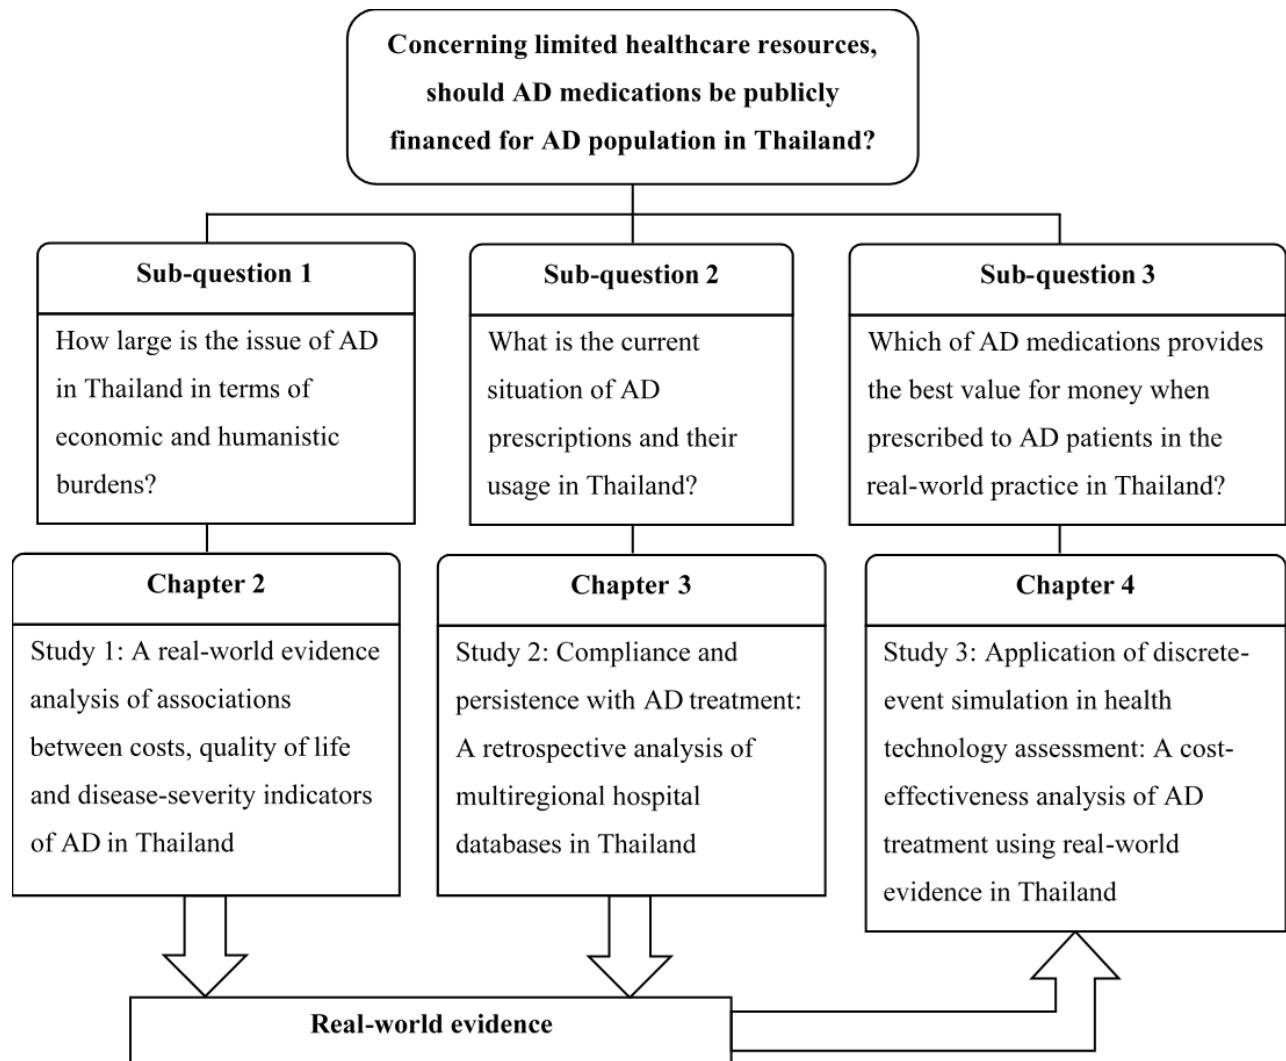 Concerning limited healthcare resources,
should AD medications be publicly
financed for AD population in Thailand?
Sub-question 1
How large is the issue of AD
in Thailand in terms of
economic and humanistic
burdens?
Sub-question 2
What is the current
situation of AD
prescriptions and their
usage in Thailand?
Sub-question 3
Which of AD medications provides
the best value for money when
prescribed to AD patients in the
real-world practice in Thailand?
Chapter 2
Study 1: A real-world evidence
analysis of associations
between costs, quality of life
and disease-severity indicators
of AD in Thailand
Chapter 3
Study 2: Compliance and
persistence with AD treatment:
A retrospective analysis of
multiregional hospital
databases in Thailand
Chapter 4
Study 3: Application of discrete-
event simulation in health
technology assessment: A cost-
effectiveness analysis of AD
treatment using real-world
evidence in Thailand
Real-world evidence